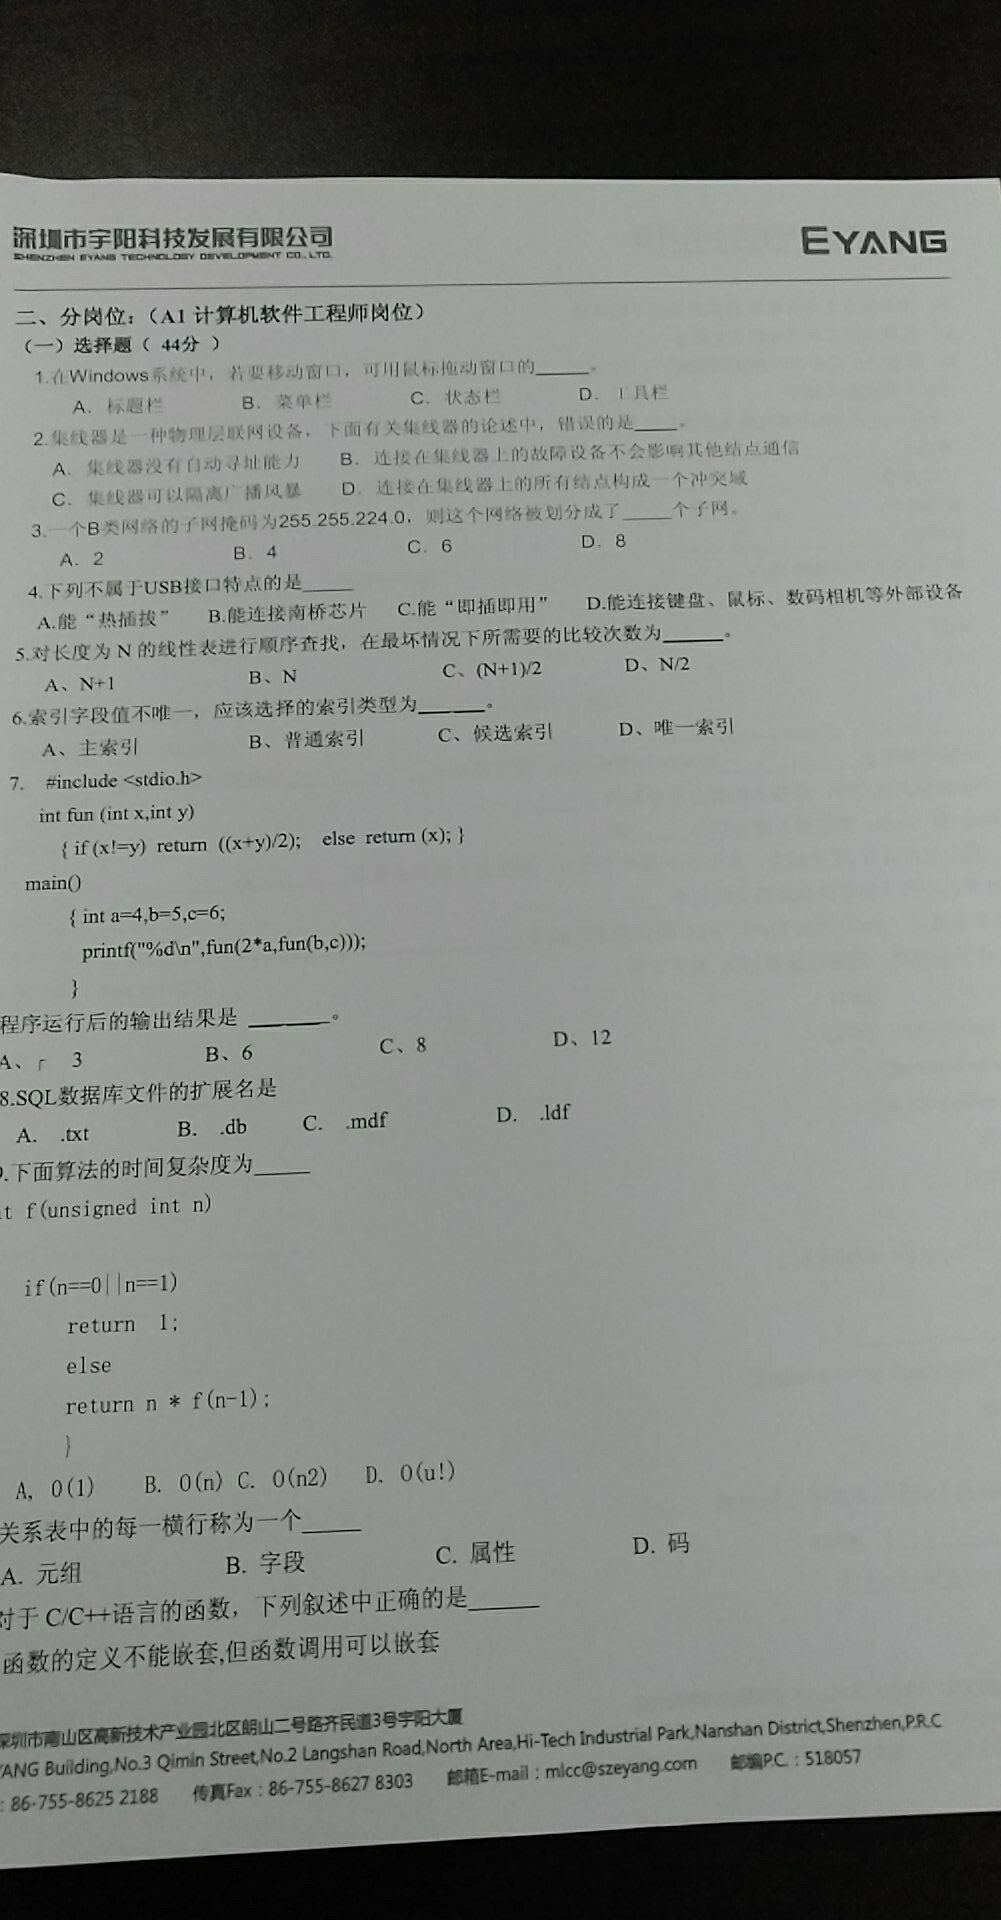 深圳市宇阳科技发展有限公司
SHENZHEN EYANG TECHNOLOGY DEVELOPMENT CO., LTD.
EYANG
二、分岗位：（A1 计算机软件工程师岗位）
（一）选择题（ 44分 ）
1.在Windows系统中，若要移动窗口，可用鼠标拖动窗口的_____。
A．标题栏 B．菜单栏 C．状态栏 D．工具栏
2.集线器是一种物理层联网设备，下面有关集线器的论述中，错误的是____。
A．集线器没有自动寻址能力 B．连接在集线器上的故障设备不会影响其他结点通信
C．集线器可以隔离广播风暴 D．连接在集线器上的所有结点构成一个冲突域
3.一个B类网络的子网掩码为255.255.224.0，则这个网络被划分成了_____个子网。
A．2 B．4 C．6 D．8
4.下列不属于USB接口特点的是_____
A.能“热插拔” B.能连接南桥芯片 C.能“即插即用” D.能连接键盘、鼠标、数码相机等外部设备
5.对长度为 N 的线性表进行顺序查找，在最坏情况下所需要的比较次数为______。
A、N+1 B、N C、(N+1)/2 D、N/2
6.索引字段值不唯一，应该选择的索引类型为_______。
A、主索引 B、普通索引 C、候选索引 D、唯一索引
7. #include <stdio.h>
int fun (int x,int y)
{ if (x!=y) return ((x+y)/2); else return (x); }
main()
{ int a=4,b=5,c=6;
printf("%d\n",fun(2*a,fun(b,c)));
}
程序运行后的输出结果是 ________。
A、┌ 3 B、6 C、8 D、12
8.SQL数据库文件的扩展名是
A. .txt B. .db C. .mdf D. .ldf
.下面算法的时间复杂度为_____
t f(unsigned int n)
if(n==0||n==1)
return 1;
else
return n * f(n-1);
}
A, O(1) B. O(n) C. O(n2) D. O(u!)
关系表中的每一横行称为一个_____
A. 元组 B. 字段 C. 属性 D. 码
对于 C/C++语言的函数，下列叙述中正确的是______
函数的定义不能嵌套,但函数调用可以嵌套
深圳市南山区高新技术产业园北区朗山二号路齐民道3号宇阳大厦
YANG Building,No.3 Qimin Street,No.2 Langshan Road,North Area,Hi-Tech Industrial Park,Nanshan District,Shenzhen,P.R.C
: 86-755-8625 2188 传真Fax : 86-755-8627 8303 邮箱E-mail : mlcc@szeyang.com 邮编P.C. : 518057